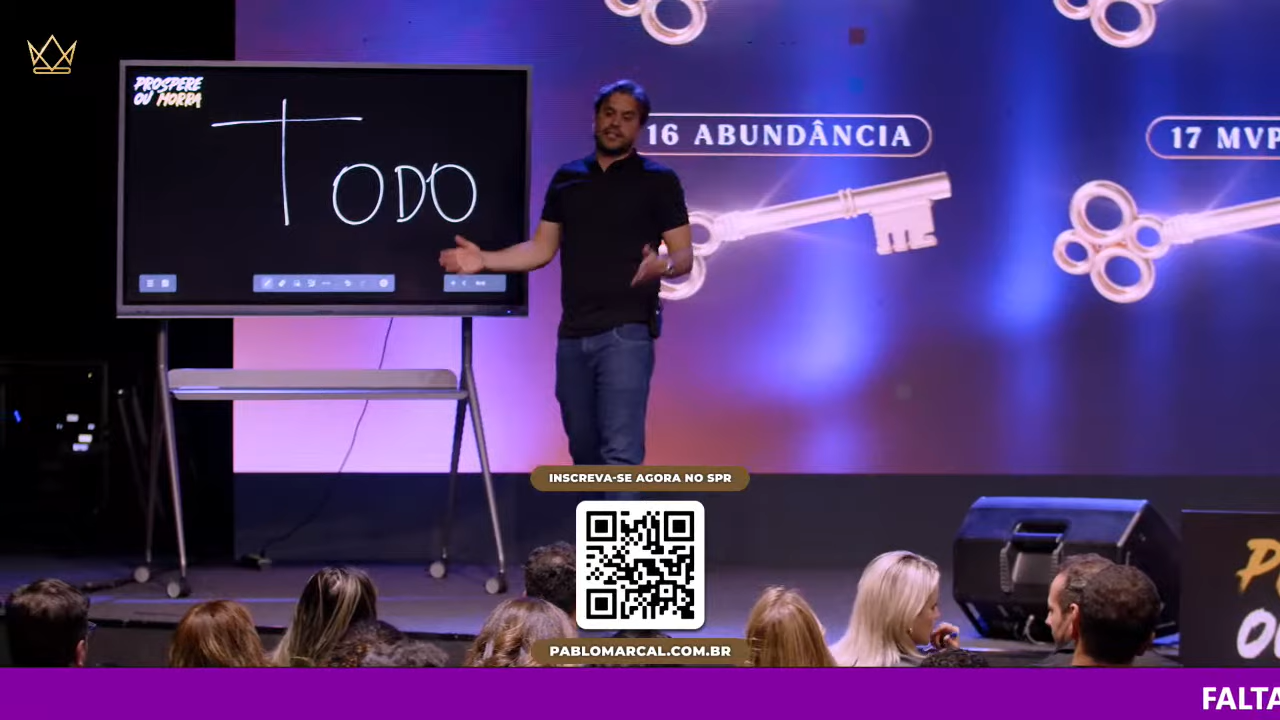 PROSPERE
OU MORRA
TODO
16 ABUNDÂNCIA
17 MVP
INSCREVA-SE AGORA NO SPR
PABLOMARCAL.COM.BR
FALTA